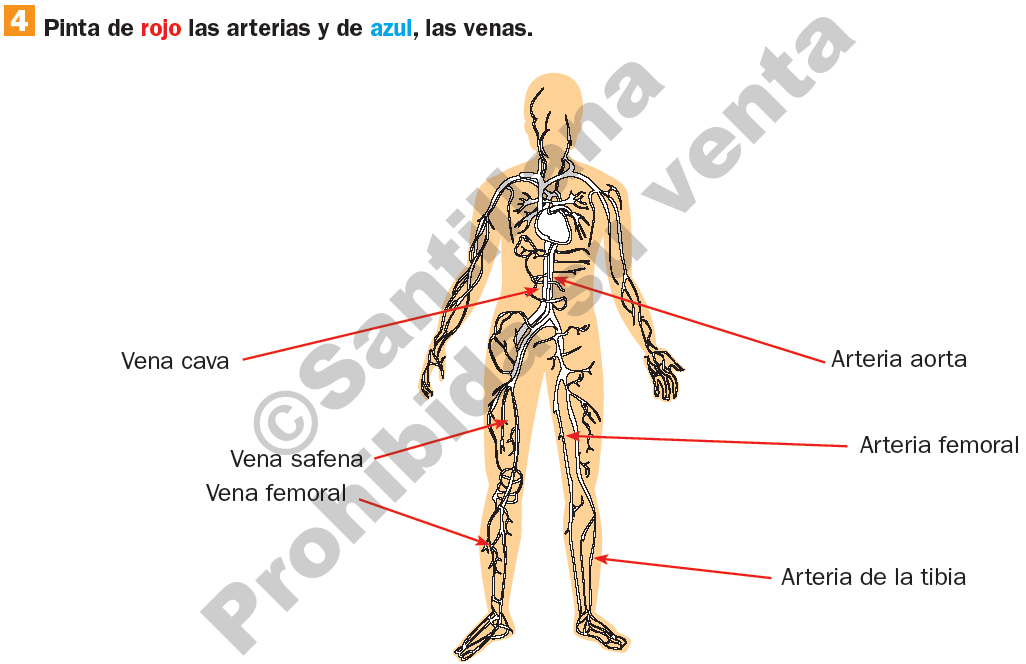 4 Pinta de rojo las arterias y de azul, las venas.
©Santillana
Prohibida su venta
Vena cava
Arteria aorta
Arteria femoral
Vena safena
Vena femoral
Arteria de la tibia